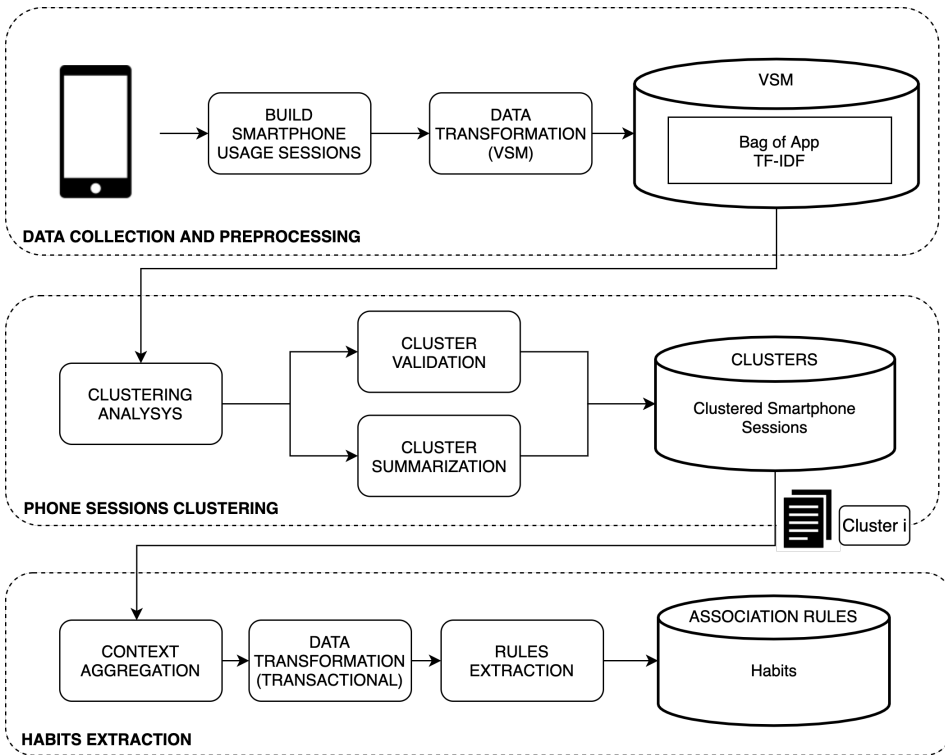 BUILD
SMARTPHONE
USAGE SESSIONS
DATA
TRANSFORMATION
(VSM)
VSM
Bag of App
TF-IDF
DATA COLLECTION AND PREPROCESSING
CLUSTERING
ANALYSYS
CLUSTER
VALIDATION
CLUSTER
SUMMARIZATION
CLUSTERS
Clustered Smartphone
Sessions
PHONE SESSIONS CLUSTERING
Cluster i
CONTEXT
AGGREGATION
DATA
TRANSFORMATION
(TRANSACTIONAL)
RULES
EXTRACTION
ASSOCIATION RULES
Habits
HABITS EXTRACTION